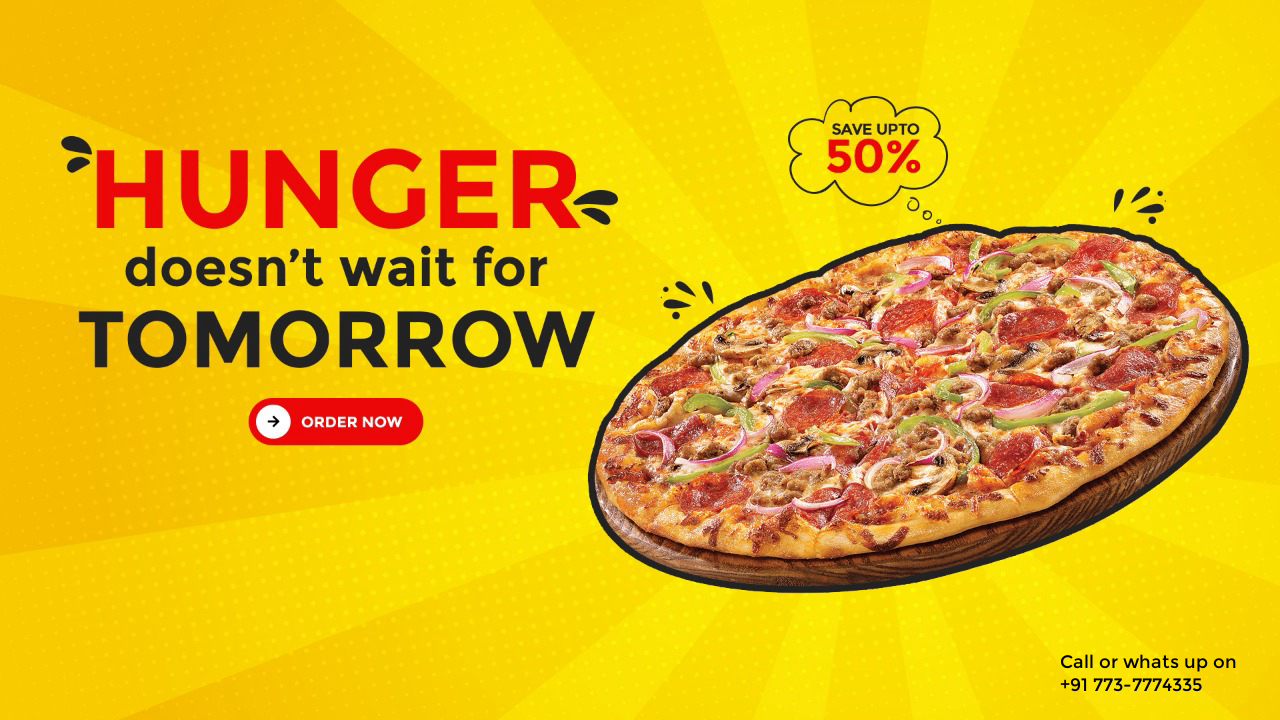 HUNGER
doesn’t wait for
TOMORROW
ORDER NOW
SAVE UPTO
50%
Call or whats up on
+91 773-7774335